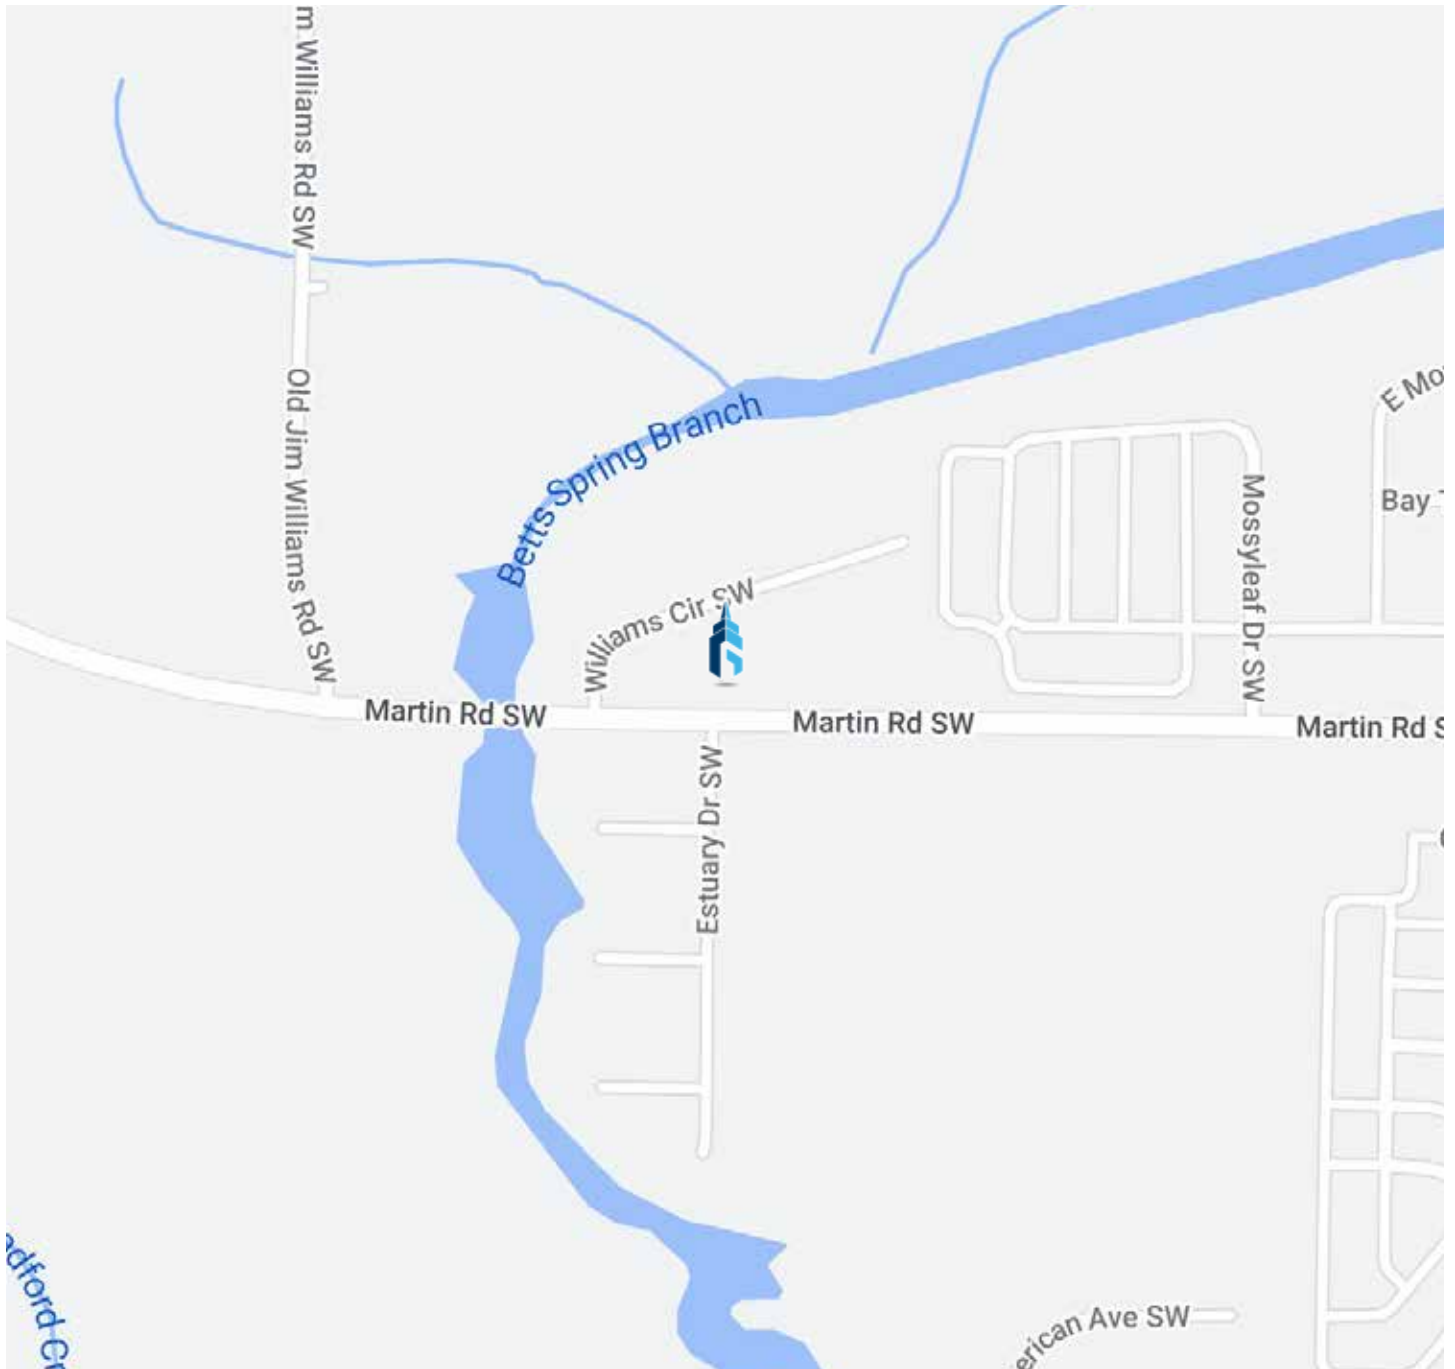 m Williams Rd SW
E Mo
Betts Spring Branch
Old Jim Williams Rd SW
Mossyleaf Dr SW
Bay
Williams Cir SW
Martin Rd SW
Martin Rd SW
Martin Rd S
Estuary Dr SW
dford Cr
erican Ave SW